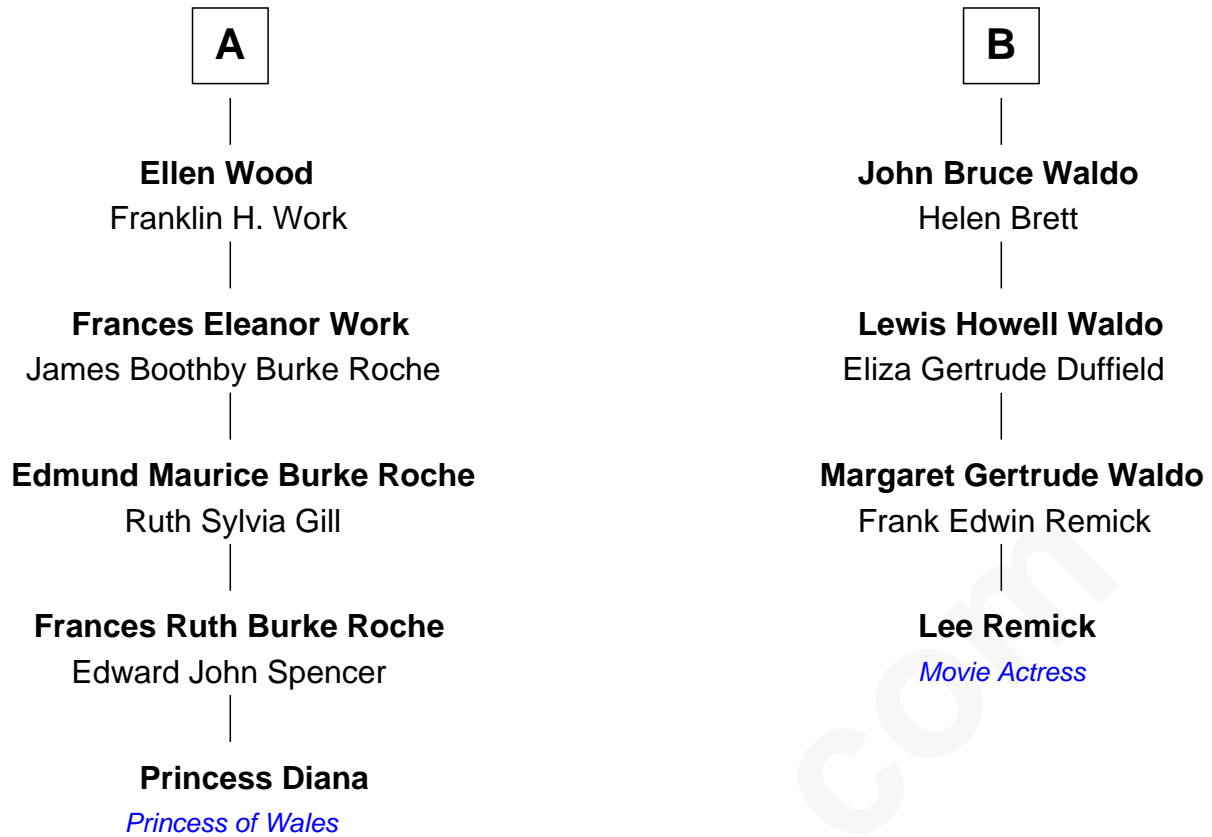 A
Ellen Wood
Franklin H. Work
Frances Eleanor Work
James Boothby Burke Roche
Edmund Maurice Burke Roche
Ruth Sylvia Gill
Frances Ruth Burke Roche
Edward John Spencer
Princess Diana
Princess of Wales
B
John Bruce Waldo
Helen Brett
Lewis Howell Waldo
Eliza Gertrude Duffield
Margaret Gertrude Waldo
Frank Edwin Remick
Lee Remick
Movie Actress
com